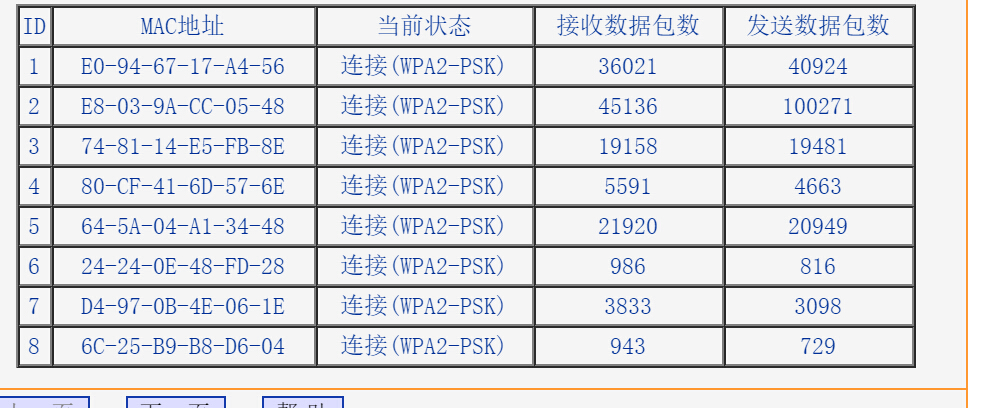 ID MAC地址 当前状态 接收数据包数 发送数据包数
1 E0-94-67-17-A4-56 连接(WPA2-PSK) 36021 40924
2 E8-03-9A-CC-05-48 连接(WPA2-PSK) 45136 100271
3 74-81-14-E5-FB-8E 连接(WPA2-PSK) 19158 19481
4 80-CF-41-6D-57-6E 连接(WPA2-PSK) 5591 4663
5 64-5A-04-A1-34-48 连接(WPA2-PSK) 21920 20949
6 24-24-0E-48-FD-28 连接(WPA2-PSK) 986 816
7 D4-97-0B-4E-06-1E 连接(WPA2-PSK) 3833 3098
8 6C-25-B9-B8-D6-04 连接(WPA2-PSK) 943 729